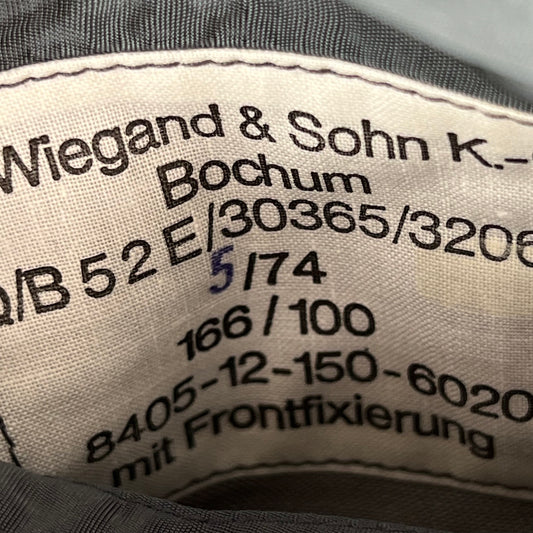 Wiegand & Sohn K.-
Bochum
/B 52 E/30365/3206
5/74
166/100
8405-12-150-6020
mit Frontfixierung